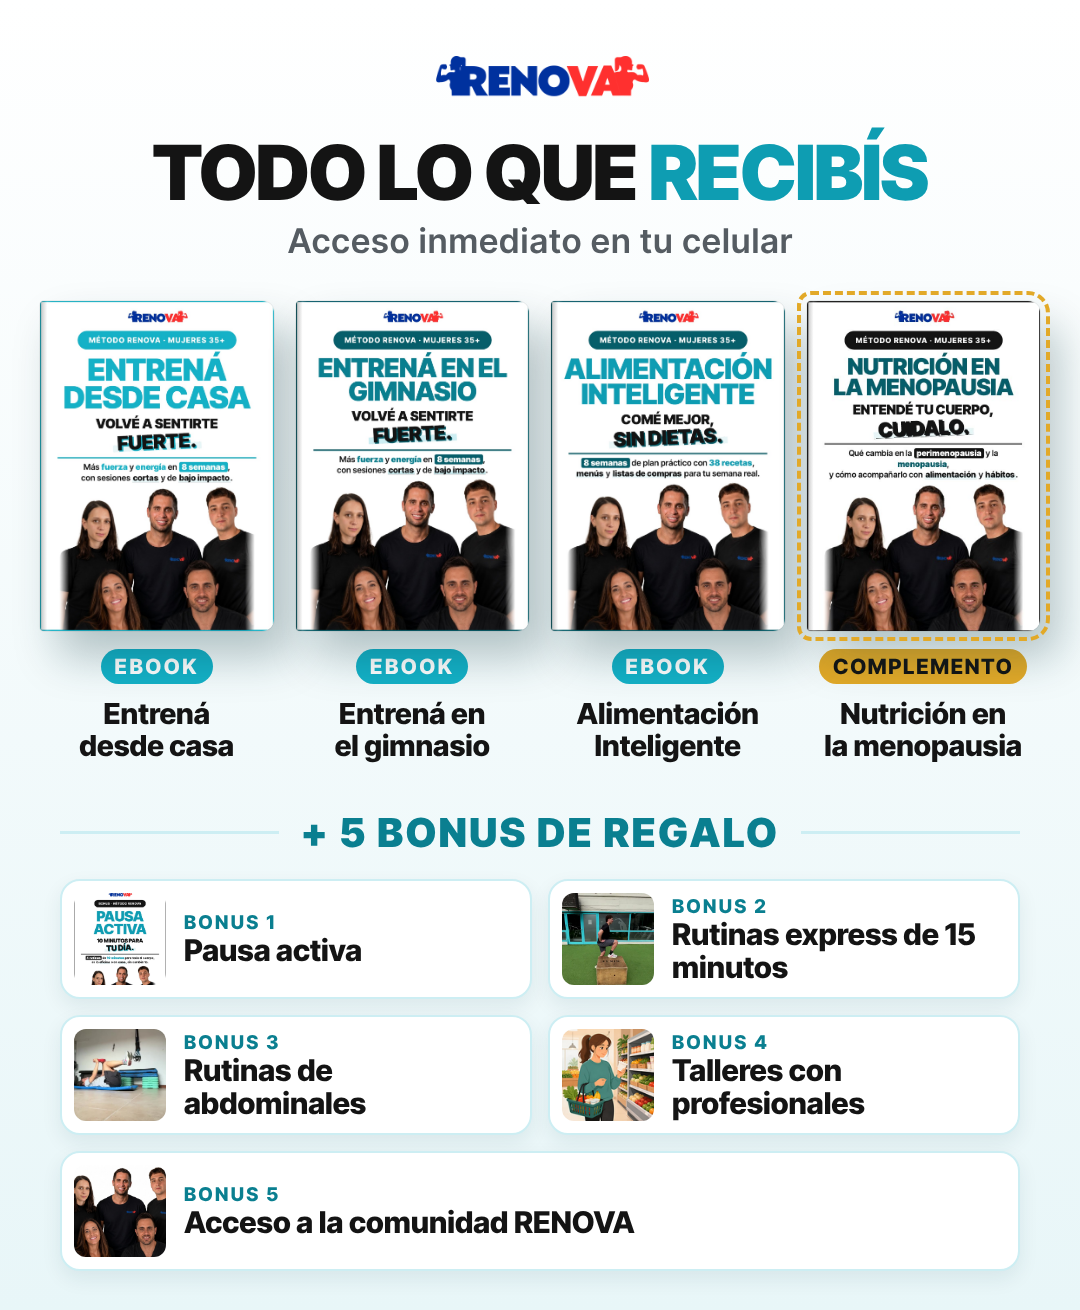 RENOVA
TODO LO QUE RECIBÍS
Acceso inmediato en tu celular
RENOVA
MÉTODO RENOVA · MUJERES 35+
ENTRENÁ
DESDE CASA
VOLVÉ A SENTIRTE
FUERTE.
Más fuerza y energía en 8 semanas,
con sesiones cortas y de bajo impacto.
EBOOK
Entrená
desde casa
RENOVA
MÉTODO RENOVA · MUJERES 35+
ENTRENÁ EN EL
GIMNASIO
VOLVÉ A SENTIRTE
FUERTE.
Más fuerza y energía en 8 semanas,
con sesiones cortas y de bajo impacto.
EBOOK
Entrená en
el gimnasio
RENOVA
MÉTODO RENOVA · MUJERES 35+
ALIMENTACIÓN
INTELIGENTE
COMÉ MEJOR,
SIN DIETAS.
8 semanas de plan práctico con 38 recetas,
menús y listas de compras para tu semana real.
EBOOK
Alimentación
Inteligente
RENOVA
MÉTODO RENOVA · MUJERES 35+
NUTRICIÓN EN
LA MENOPAUSIA
ENTENDÉ TU CUERPO,
CUIDALO.
Qué cambia en la perimenopausia y la
menopausia,
y cómo acompañarlo con alimentación y hábitos.
COMPLEMENTO
Nutrición en
la menopausia
+ 5 BONUS DE REGALO
RENOVA
PAUSA
ACTIVA
10 MINUTOS PARA
TU DÍA.
BONUS 1
Pausa activa
BONUS 2
Rutinas express de 15
minutos
BONUS 3
Rutinas de
abdominales
BONUS 4
Talleres con
profesionales
BONUS 5
Acceso a la comunidad RENOVA